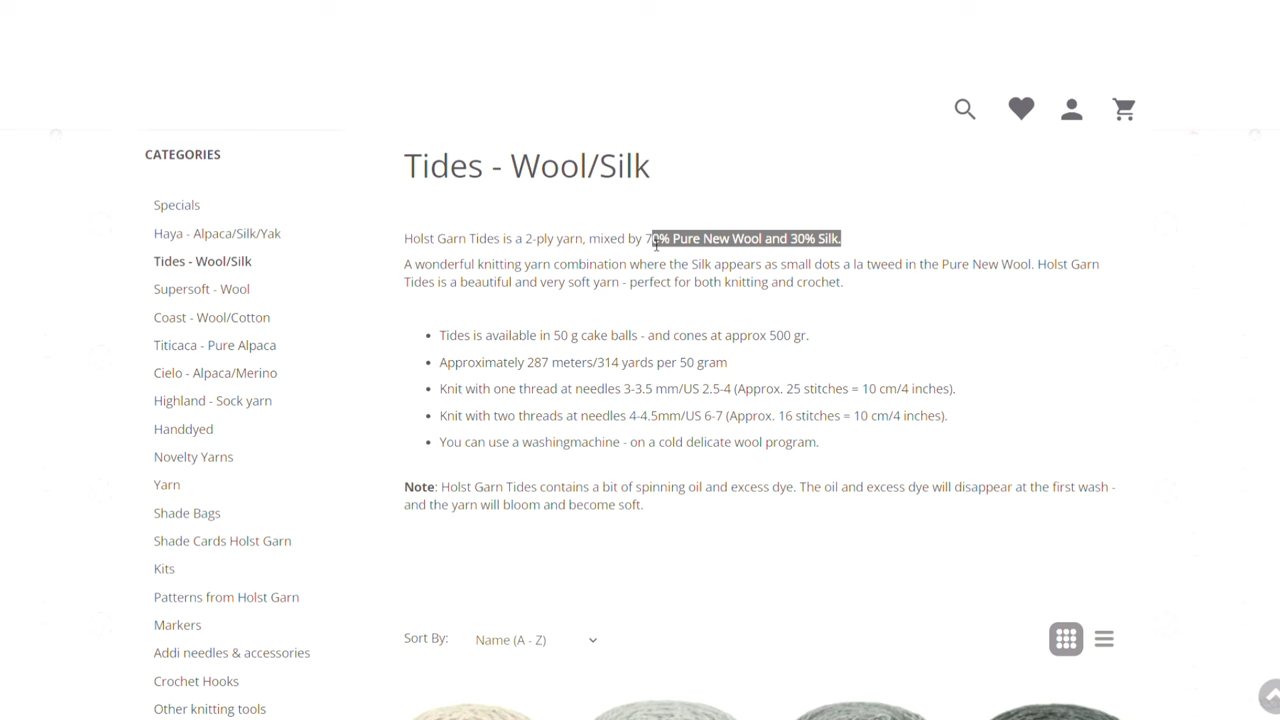 CATEGORIES
Specials
Haya - Alpaca/Silk/Yak
Tides - Wool/Silk
Supersoft - Wool
Coast - Wool/Cotton
Titicaca - Pure Alpaca
Cielo - Alpaca/Merino
Highland - Sock yarn
Handdyed
Novelty Yarns
Yarn
Shade Bags
Shade Cards Holst Garn
Kits
Patterns from Holst Garn
Markers
Addi needles & accessories
Crochet Hooks
Other knitting tools
Tides - Wool/Silk
Holst Garn Tides is a 2-ply yarn, mixed by 70% Pure New Wool and 30% Silk.
A wonderful knitting yarn combination where the Silk appears as small dots a la tweed in the Pure New Wool. Holst Garn
Tides is a beautiful and very soft yarn - perfect for both knitting and crochet.
• Tides is available in 50 g cake balls - and cones at approx 500 gr.
• Approximately 287 meters/314 yards per 50 gram
• Knit with one thread at needles 3-3.5 mm/US 2.5-4 (Approx. 25 stitches = 10 cm/4 inches).
• Knit with two threads at needles 4-4.5mm/US 6-7 (Approx. 16 stitches = 10 cm/4 inches).
• You can use a washingmachine - on a cold delicate wool program.
Note: Holst Garn Tides contains a bit of spinning oil and excess dye. The oil and excess dye will disappear at the first wash -
and the yarn will bloom and become soft.
Sort By: Name (A - Z)